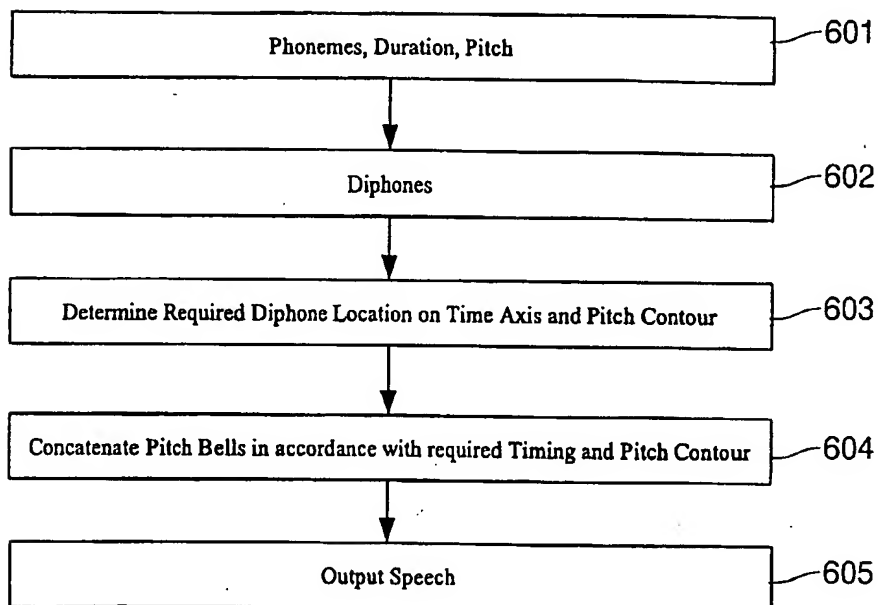 Phonemes, Duration, Pitch
601
Diphones
602
Determine Required Diphone Location on Time Axis and Pitch Contour
603
Concatenate Pitch Bells in accordance with required Timing and Pitch Contour
604
Output Speech
605